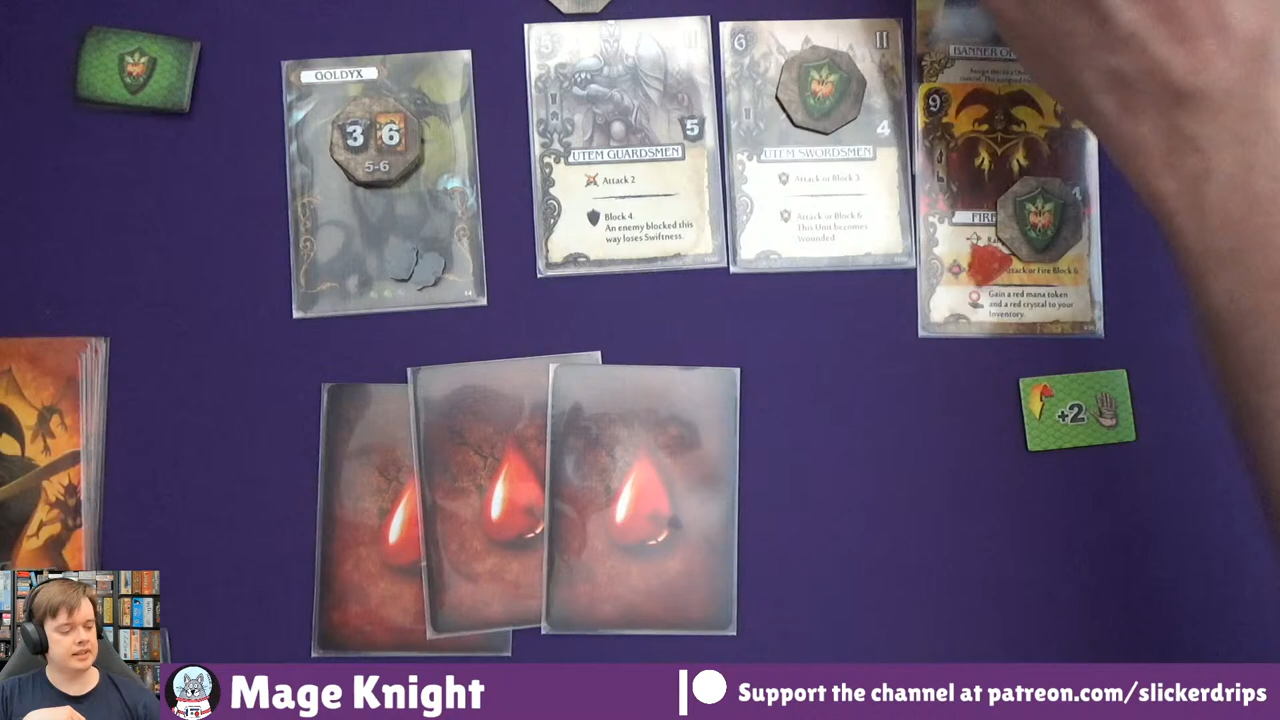 GOLDYX
3 6
5-6
5
II
5
UTEM GUARDSMEN
Attack 2
Block 4.
An enemy blocked this
way loses Swiftness.
6
II
4
UTEM SWORDSMEN
Attack or Block 3
Attack or Block 6
This Unit becomes
Wounded
BANNER OF
9
FIRE
Attack or Fire Block 6
Gain a red mana token
and a red crystal to your
Inventory.
+2
Mage Knight
Support the channel at patreon.com/slickerdrips